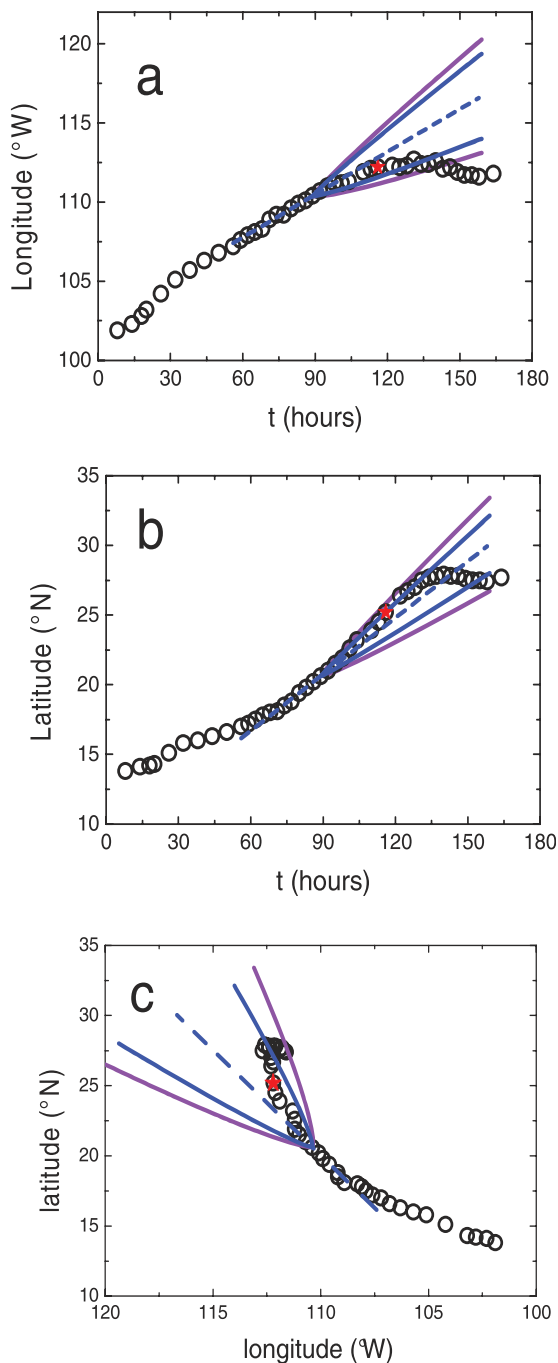 a
120
115
110
105
100
Longitude (°W)
0 30 60 90 120 150 180
t (hours)
b
35
30
25
20
15
10
Latitude (°N)
0 30 60 90 120 150 180
t (hours)
c
35
30
25
20
15
10
latitude (°N)
120 115 110 105 100
longitude (°W)